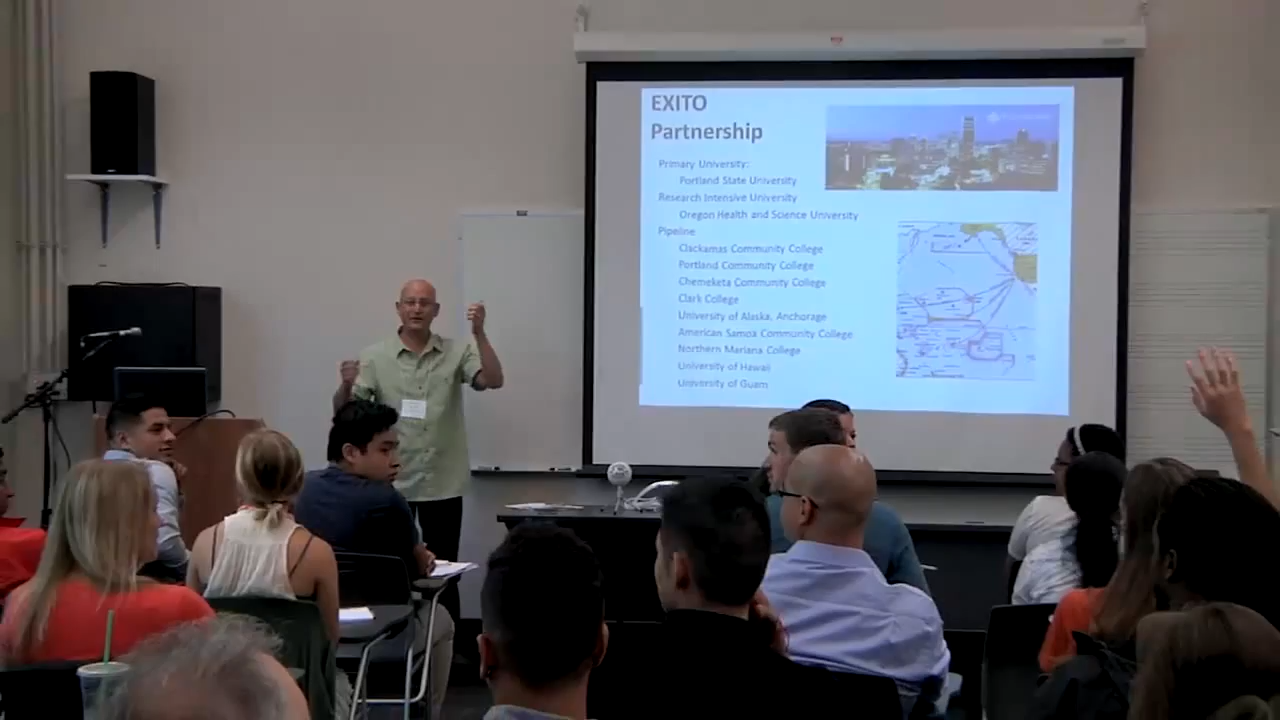 EXITO
Partnership
Primary University:
Portland State University
Research Intensive University
Oregon Health and Science University
Pipeline
Clackamas Community College
Portland Community College
Chemeketa Community College
Clark College
University of Alaska, Anchorage
American Samoa Community College
Northern Mariana College
University of Hawaii
University of Guam